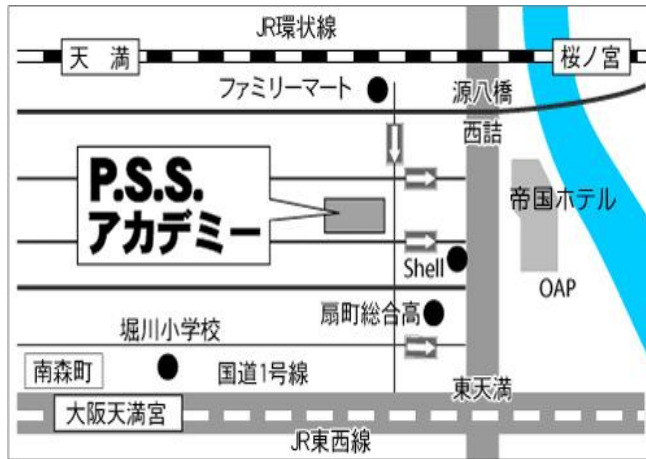 JR環状線
天 満
桜ノ宮
ファミリーマート
源八橋
西詰
P.S.S.
アカデミー
帝国ホテル
Shell
OAP
扇町総合高
堀川小学校
南森町
国道1号線
東天満
大阪天満宮
JR東西線